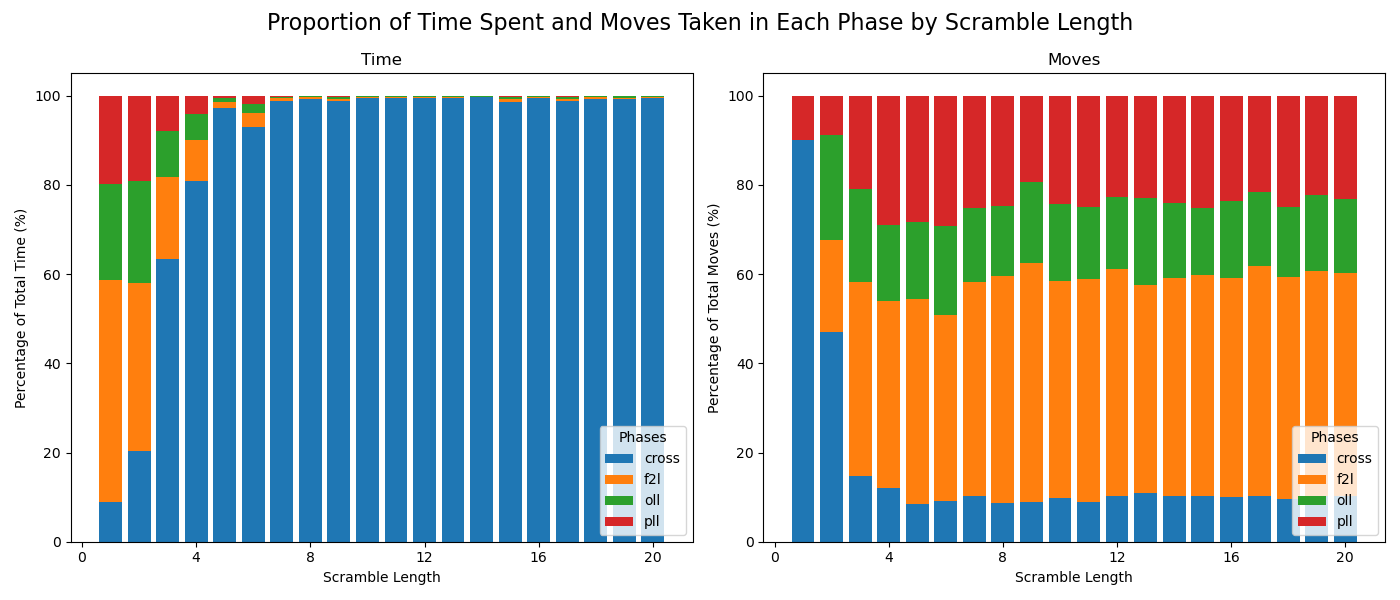 Proportion of Time Spent and Moves Taken in Each Phase by Scramble Length
Time
Percentage of Total Time (%)
100
80
60
40
20
0
0 4 8 12 16 20
Scramble Length
Phases
cross
f2l
oll
pll
Moves
Percentage of Total Moves (%)
100
80
60
40
20
0
0 4 8 12 16 20
Scramble Length
Phases
cross
f2l
oll
pll